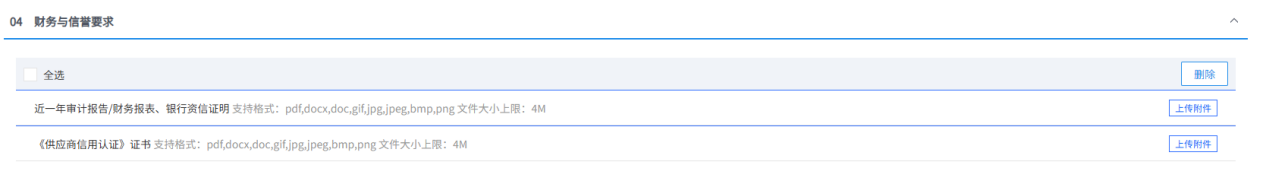 04 财务与信誉要求
全选 删除
近一年审计报告/财务报表、银行资信证明 支持格式：pdf,docx,doc,gif,jpg,jpeg,bmp,png 文件大小上限：4M 上传附件
《供应商信用认证》证书 支持格式：pdf,docx,doc,gif,jpg,jpeg,bmp,png 文件大小上限：4M 上传附件